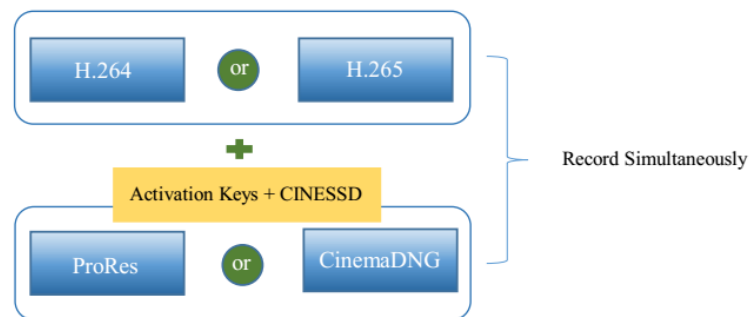 H.264 or H.265
Record Simultaneously
Activation Keys + CINESSD
ProRes or CinemaDNG